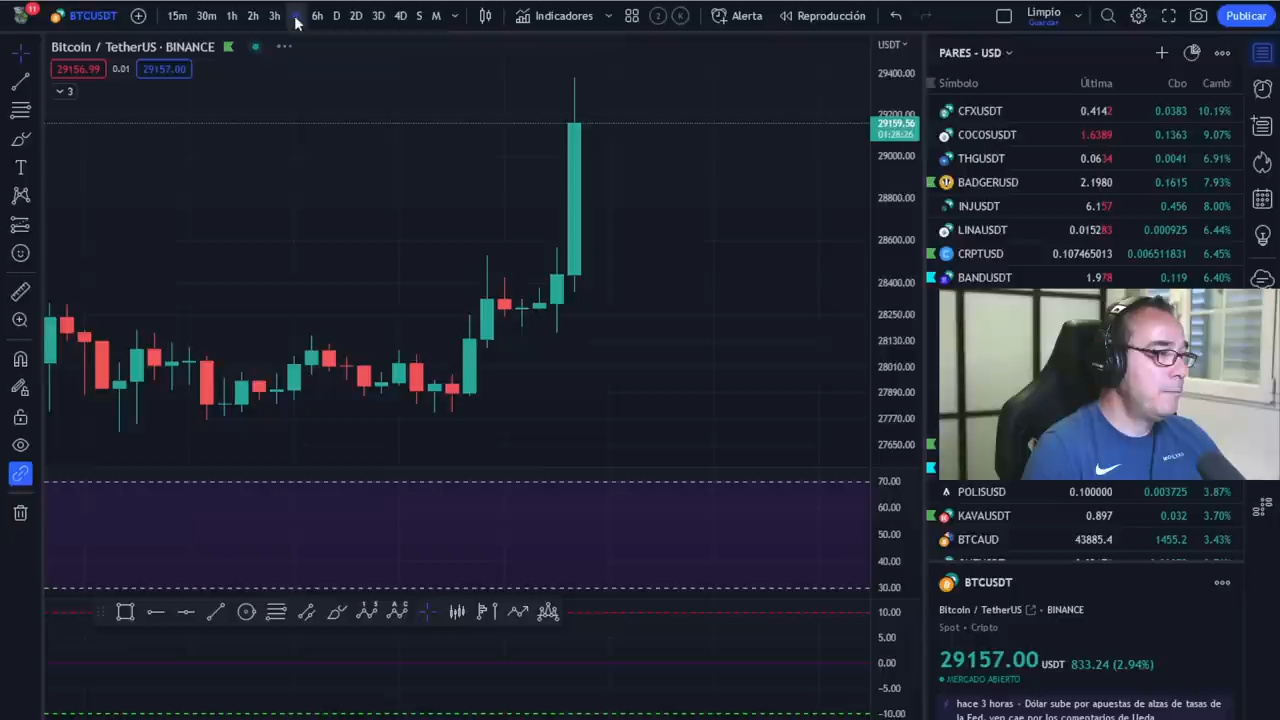 11
BTCUSDT
15m 30m 1h 2h 3h 6h D 2D 3D 4D S M
Indicadores
2 K
Alerta
Reproducción
Limpio
Guardar
Publicar
Bitcoin / TetherUS · BINANCE
29156.99 0.01 29157.00
3
USDT
29400.00
29200.00
29159.56
01:28:26
29000.00
28800.00
28600.00
28400.00
28250.00
28130.00
28010.00
27890.00
27770.00
27650.00
70.00
60.00
50.00
40.00
30.00
10.00
5.00
0.00
−5.00
−10.00
PARES - USD
Símbolo Última Cbo Camb
CFXUSDT 0.4142 0.0383 10.19%
COCOSUSDT 1.6389 0.1363 9.07%
THGUSDT 0.0634 0.0041 6.91%
BADGERUSD 2.1980 0.1615 7.93%
INJUSDT 6.157 0.456 8.00%
LINAUSDT 0.015283 0.000925 6.44%
CRPTUSD 0.107465013 0.006511831 6.45%
BANDUSDT 1.978 0.119 6.40%
POLISUSD 0.100000 0.003725 3.87%
KAVAUSDT 0.897 0.032 3.70%
BTCAUD 43885.4 1455.2 3.43%
BTCUSDT
Bitcoin / TetherUS · BINANCE
Spot • Cripto
29157.00 USDT 833.24 (2.94%)
MERCADO ABIERTO
hace 3 horas · Dólar sube por apuestas de alzas de tasas de
la Fed, yen cae por los comentarios de Ueda